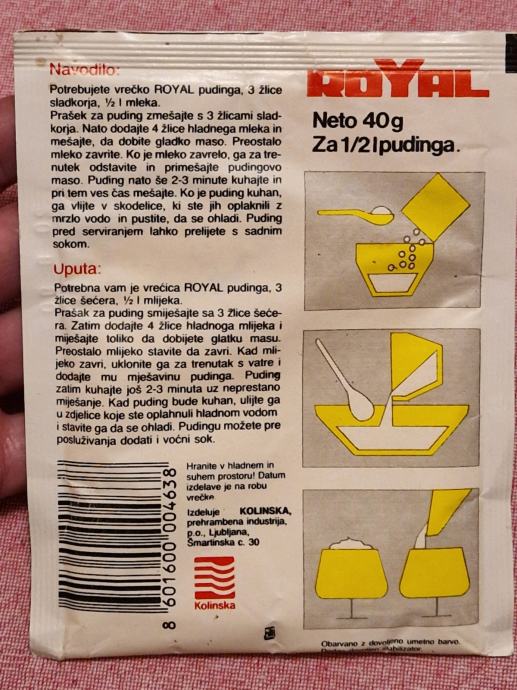 Navodilo:
Potrebujete vrečko ROYAL pudinga, 3 žlice
sladkorja, ½ l mleka.
Prašek za puding zmešajte s 3 žlicami slad-
korja. Nato dodajte 4 žlice hladnega mleka in
mešajte, da dobite gladko maso. Preostalo
mleko zavrite. Ko je mleko zavrelo, ga za tre-
nutek odstavite in primešajte pudingovo
maso. Puding nato še 2-3 minute kuhajte in
pri tem ves čas mešajte. Ko je puding kuhan,
ga vlijte v skodelice, ki ste jih oplaknili z
mrzlo vodo in pustite, da se ohladi. Puding
pred serviranjem lahko prelijete s sadnim
sokom.
Uputa:
Potrebna vam je vrećica ROYAL pudinga, 3
žlice šećera, ½ l mlijeka.
Prašak za puding smiješajte sa 3 žlice šeće-
ra. Zatim dodajte 4 žlice hladnoga mlijeka i
miješajte toliko da dobijete glatku masu.
Preostalo mlijeko stavite da zavri. Kad mli-
jeko zavri, uklonite ga za trenutak s vatre i
dodajte mu mješavinu pudinga. Puding
zatim kuhajte još 2-3 minuta uz neprestano
miješanje. Kad puding bude kuhan, ulijte ga
u zdjelice koje ste oplahnuli hladnom vodom
i stavite ga da se ohladi. Pudingu možete pre
posluživanja dodati i voćni sok.
8 601600 004638
Hranite v hladnem in
suhem prostoru! Datum
izdelave je na robu
vrečke
Izdeluje KOLINSKA,
prehrambena industrija,
p.o., Ljubljana,
Šmartinska c. 30
Kolinska
ROYAL
Neto 40g
Za 1/2 l pudinga.
Obarvano z dovoljeno umetno barvo.